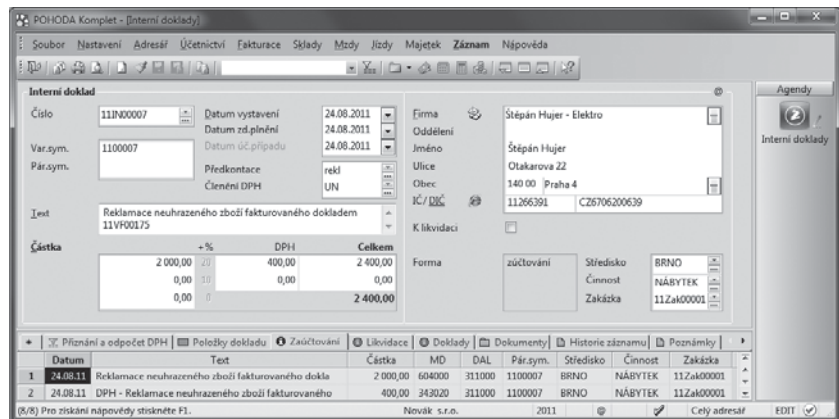 POHODA Komplet - [Interní doklady]
Soubor Nastavení Adresář Účetnictví Fakturace Sklady Mzdy Jízdy Majetek Záznam Nápověda
Interní doklad
Číslo 11IN00007
Datum vystavení 24.08.2011
Datum zd.plnění 24.08.2011
Var.sym. 1100007
Datum úč.případu 24.08.2011
Pár.sym.
Předkontace rekl
Členění DPH UN
Text Reklamace neuhrazeného zboží fakturovaného dokladem
11VF00175
Částka +% DPH Celkem
2 000,00 20 400,00 2 400,00
0,00 10 0,00 0,00
0,00 0 2 400,00
Firma Štěpán Hujer - Elektro
Oddělení
Jméno Štěpán Hujer
Ulice Otakarova 22
Obec 140 00 Praha 4
IČ/DIČ 11266391 CZ6706200639
K likvidaci
Forma zúčtování
Středisko BRNO
Činnost NÁBYTEK
Zakázka 11Zak00001
Agendy
Interní doklady
Přiznání a odpočet DPH Položky dokladu Zaúčtování Likvidace Doklady Dokumenty Historie záznamu Poznámky
Datum Text Částka MD DAL Pár.sym. Středisko Činnost Zakázka
1 24.08.11 Reklamace neuhrazeného zboží fakturovaného dokla 2 000,00 604000 311000 1100007 BRNO NÁBYTEK 11Zak00001
2 24.08.11 DPH - Reklamace neuhrazeného zboží fakturovaného 400,00 343020 311000 1100007 BRNO NÁBYTEK 11Zak00001
(8/8) Pro získání nápovědy stiskněte F1. Novák s.r.o. 2011 @ Celý adresář EDIT